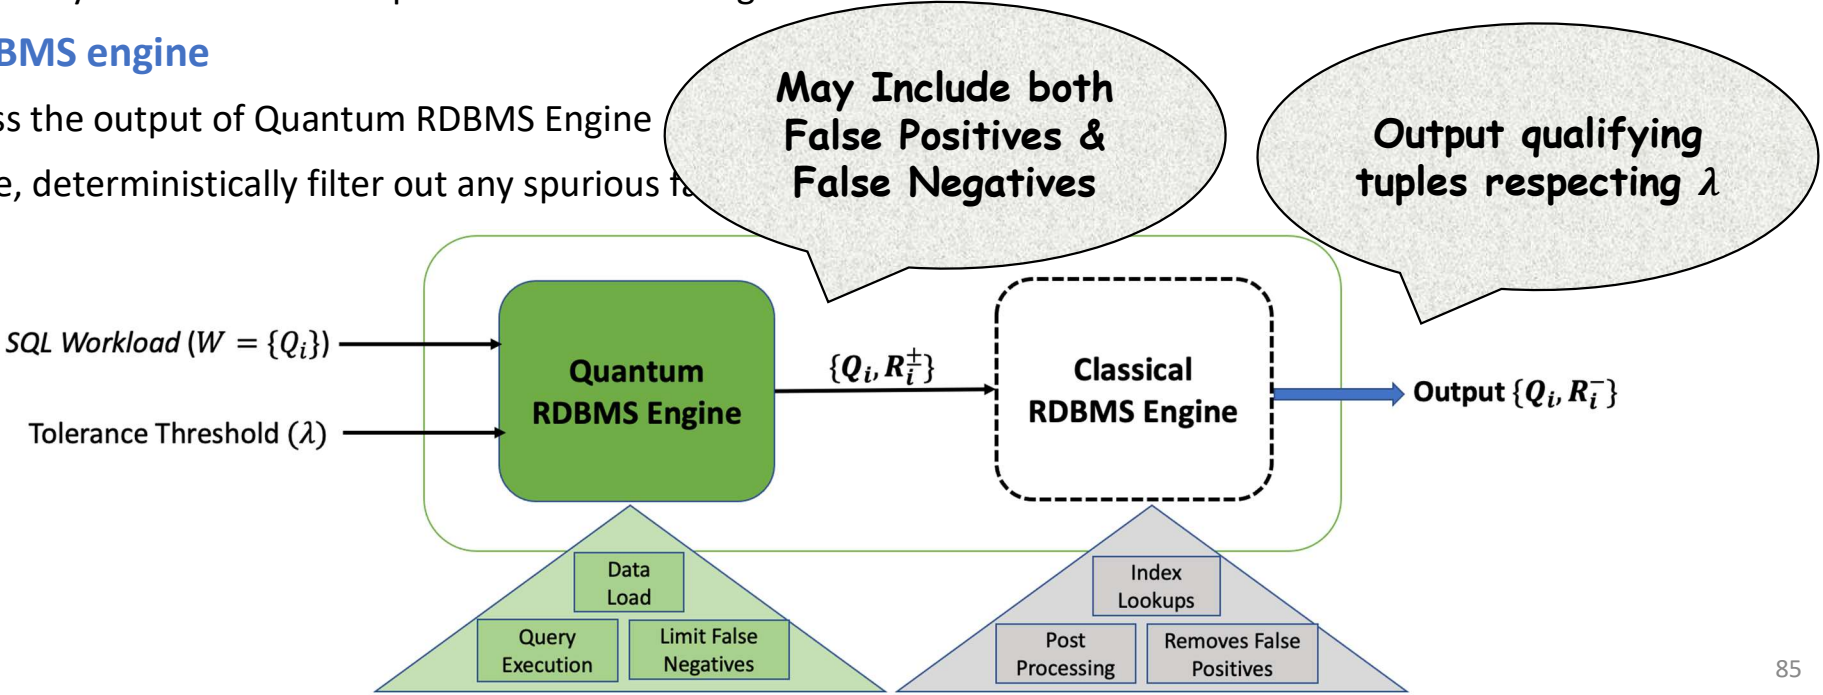 BMS engine
ss the output of Quantum RDBMS Engine
e, deterministically filter out any spurious
May Include both
False Positives &
False Negatives
Output qualifying
tuples respecting λ
SQL Workload (W = {Qᵢ})
Tolerance Threshold (λ)
Quantum
RDBMS Engine
{Qᵢ, Rᵢ±}
Classical
RDBMS Engine
Output {Qᵢ, Rᵢ⁻}
Data
Load
Query
Execution
Limit False
Negatives
Index
Lookups
Post
Processing
Removes False
Positives
85